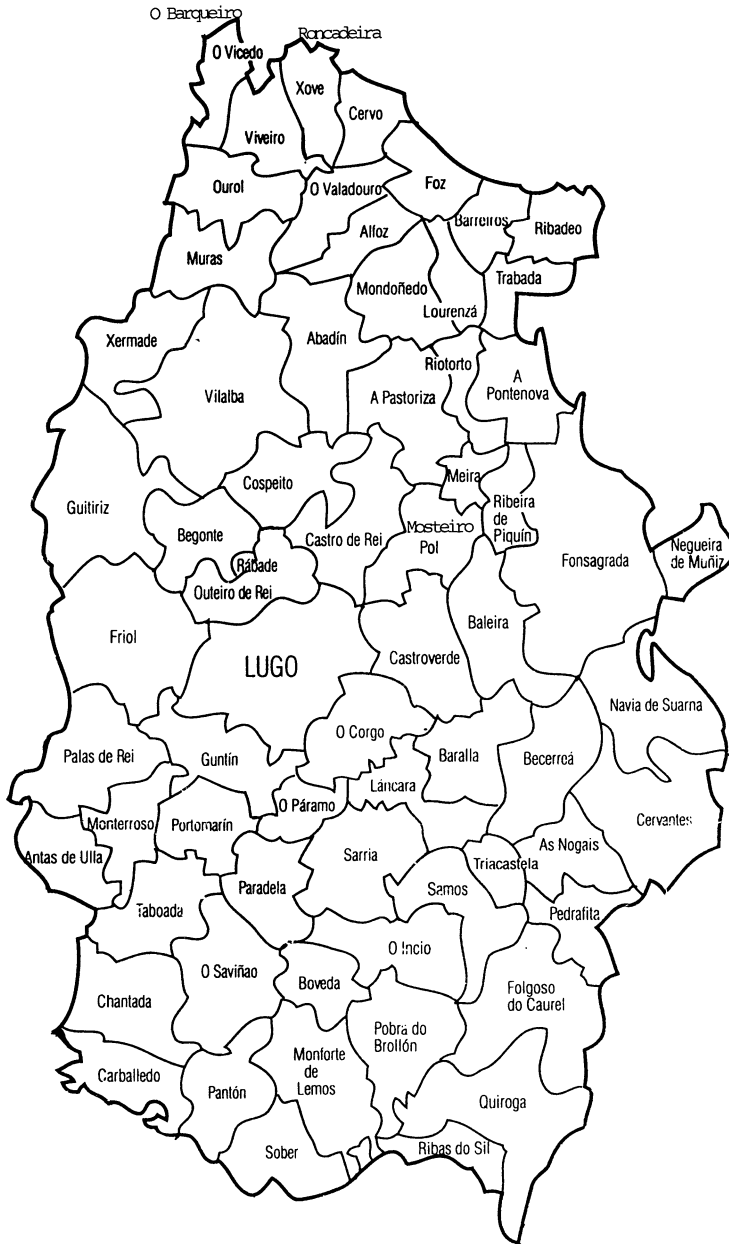 O Barqueiro
Roncadeira
O Vicedo
Xove
Cervo
Viveiro
Ourol
O Valadouro
Foz
Barreiros
Ribadeo
Alfoz
Muras
Mondoñedo
Trabada
Lourenzá
Xermade
Abadín
Riotorto
A
Pontenova
Vilalba
A Pastoriza
Meira
Cospeito
Guitiriz
Ribeira
de
Piquín
Begonte
Castro de Rei
Mosteiro
Pol
Negueira
de Muñiz
Fonsagrada
Rábade
Outeiro de Rei
Baleira
Friol
LUGO
Castroverde
Navia de Suarna
O Corgo
Palas de Rei
Guntín
Baralla
Becerreá
Láncara
O Páramo
Monterroso
Portomarín
Cervantes
Antas de Ulla
Sarria
As Nogais
Triacastela
Paradela
Samos
Taboada
Pedrafita
O Incio
O Saviñao
Boveda
Chantada
Folgoso
do Caurel
Pobra do
Brollón
Monforte
de
Lemos
Carballedo
Pantón
Quiroga
Sober
Ribas do Sil